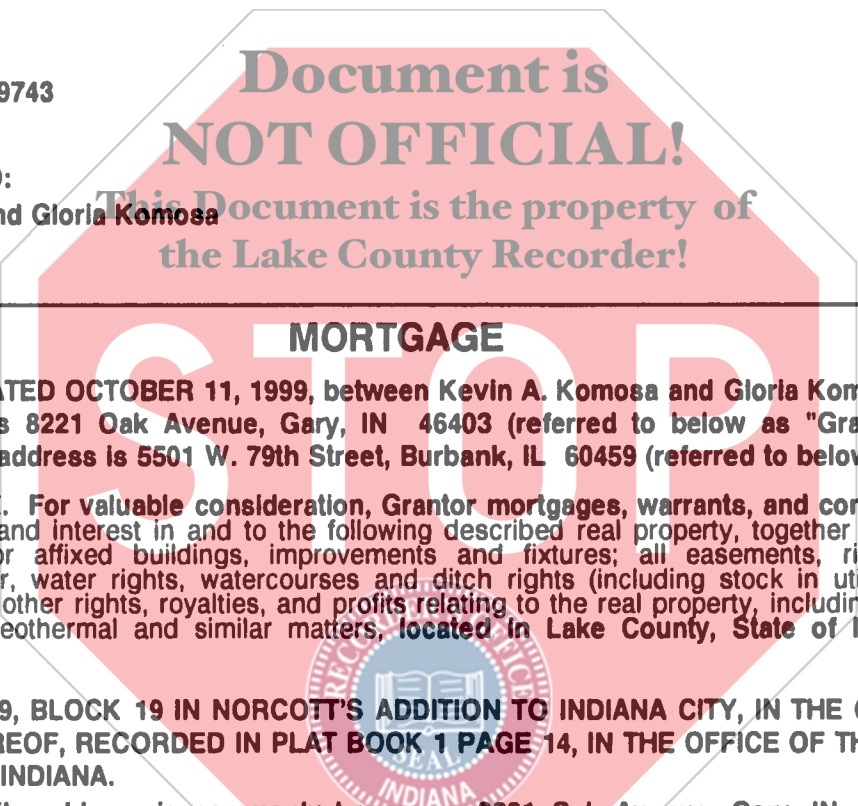 9743
Document is
NOT OFFICIAL!
This Document is the property of
nd Gloria Komosa
the Lake County Recorder!
STOP
MORTGAGE
ATED OCTOBER 11, 1999, between Kevin A. Komosa and Gloria Kom
s 8221 Oak Avenue, Gary, IN 46403 (referred to below as "Gra
address is 5501 W. 79th Street, Burbank, IL 60459 (referred to below
. For valuable consideration, Grantor mortgages, warrants, and con
and interest in and to the following described real property, together
or affixed buildings, improvements and fixtures; all easements, ri
r, water rights, watercourses and ditch rights (including stock in uti
other rights, royalties, and profits relating to the real property, includin
eothermal and similar matters, located in Lake County, State of I
RECORDER'S OFFICE
9, BLOCK 19 IN NORCOTT'S ADDITION TO INDIANA CITY, IN THE
REOF, RECORDED IN PLAT BOOK 1 PAGE 14, IN THE OFFICE OF TH
INDIANA.
SEAL
INDIANA